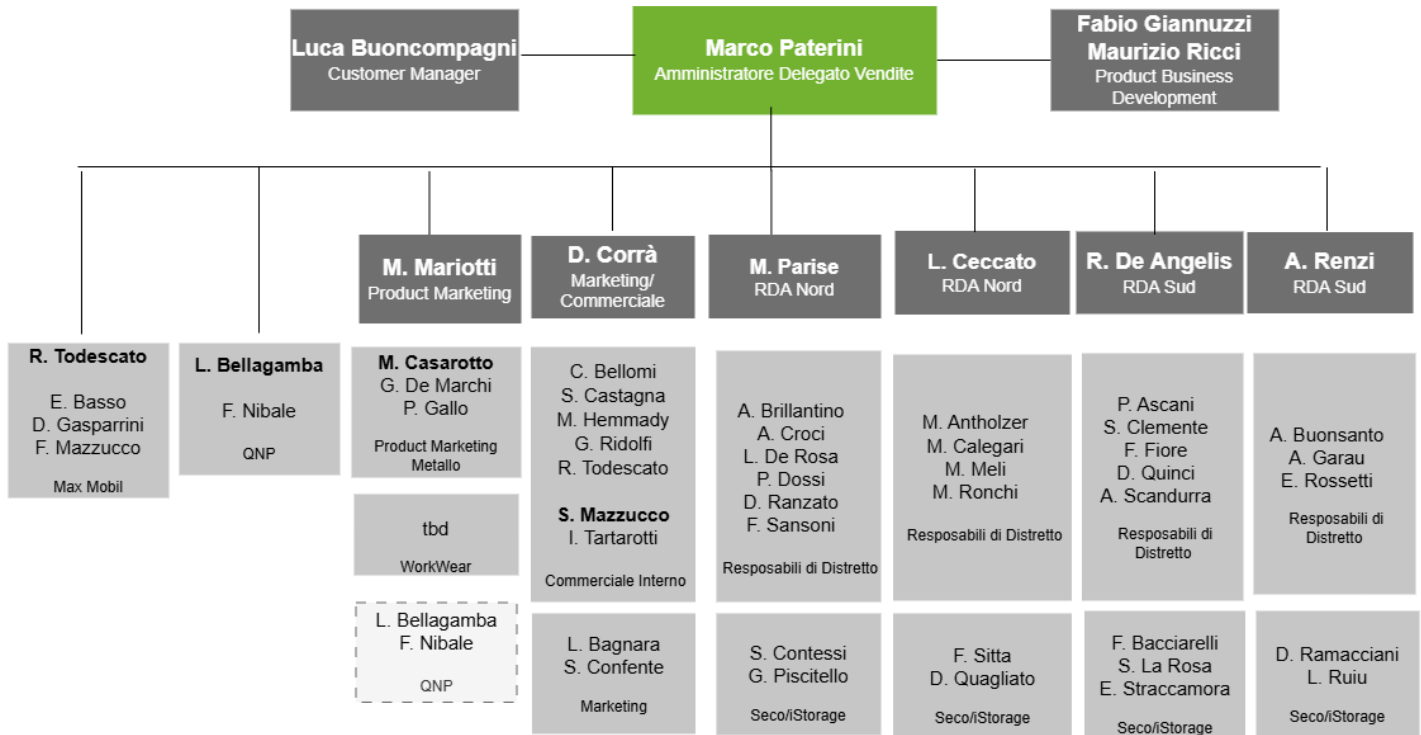 Luca Buoncompagni
Customer Manager
Marco Paterini
Amministratore Delegato Vendite
Fabio Giannuzzi
Maurizio Ricci
Product Business
Development
M. Mariotti
Product Marketing
D. Corrà
Marketing/
Commerciale
M. Parise
RDA Nord
L. Ceccato
RDA Nord
R. De Angelis
RDA Sud
A. Renzi
RDA Sud
R. Todescato
E. Basso
D. Gasparrini
F. Mazzucco
Max Mobil
L. Bellagamba
F. Nibale
QNP
M. Casarotto
G. De Marchi
P. Gallo
Product Marketing
Metallo
tbd
WorkWear
L. Bellagamba
F. Nibale
QNP
C. Bellomi
S. Castagna
M. Hemmady
G. Ridolfi
R. Todescato
S. Mazzucco
I. Tartarotti
Commerciale Interno
L. Bagnara
S. Confente
Marketing
A. Brillantino
A. Croci
L. De Rosa
P. Dossi
D. Ranzato
F. Sansoni
Resposabili di Distretto
S. Contessi
G. Piscitello
Seco/iStorage
M. Antholzer
M. Calegari
M. Meli
M. Ronchi
Resposabili di Distretto
F. Sitta
D. Quagliato
Seco/iStorage
P. Ascani
S. Clemente
F. Fiore
D. Quinci
A. Scandurra
Resposabili di
Distretto
F. Bacciarelli
S. La Rosa
E. Straccamora
Seco/iStorage
A. Buonsanto
A. Garau
E. Rossetti
Resposabili di
Distretto
D. Ramacciani
L. Ruiu
Seco/iStorage